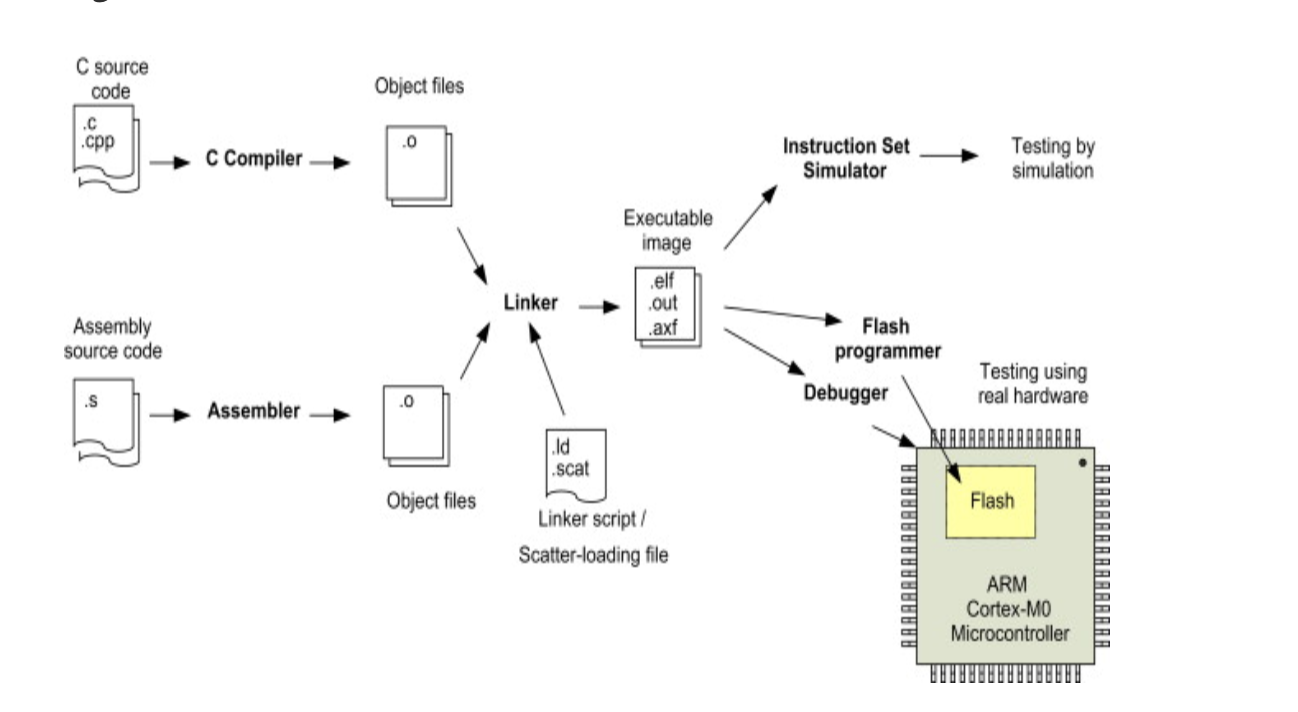 C source
code
.c
.cpp
C Compiler
Object files
.o
Assembly
source code
.s
Assembler
.o
Object files
Linker
.ld
.scat
Linker script /
Scatter-loading file
Executable
image
.elf
.out
.axf
Instruction Set
Simulator
Testing by
simulation
Flash
programmer
Debugger
Testing using
real hardware
Flash
ARM
Cortex-M0
Microcontroller